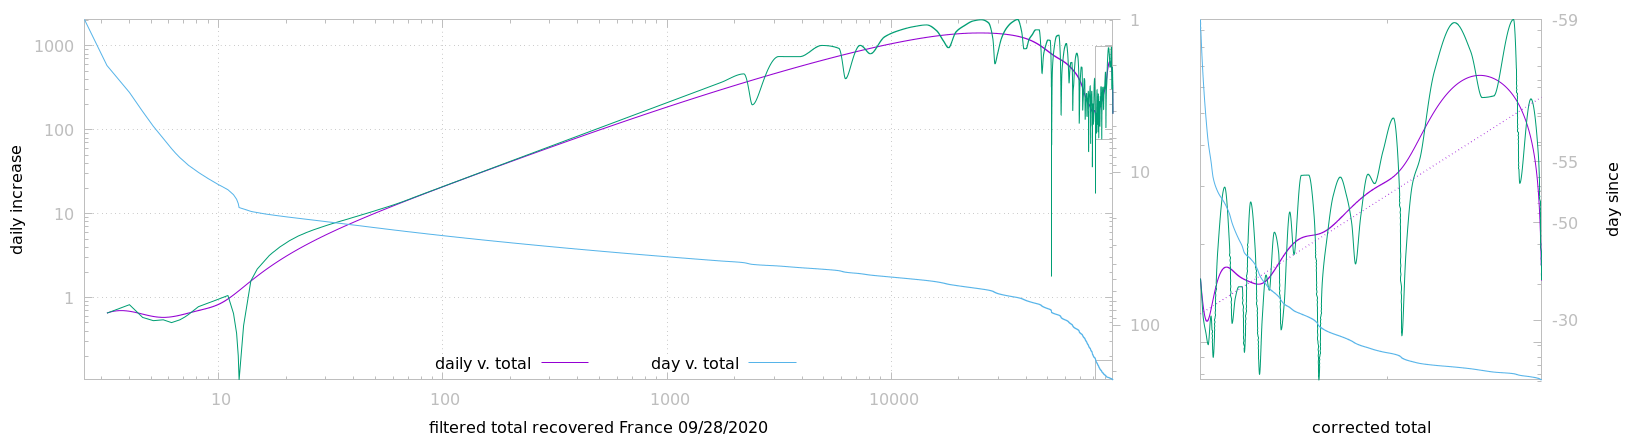 1000
100
10
1
daily increase
10
100
1000
10000
filtered total recovered France 09/28/2020
daily v. total
day v. total
1
10
100
-59
-55
-50
-30
day since
corrected total